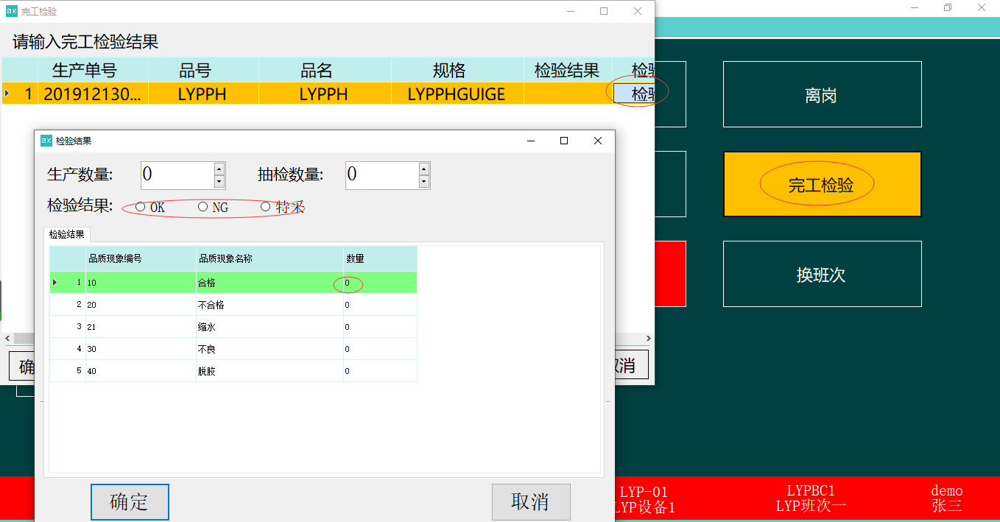 ax 完工检验
请输入完工检验结果
生产单号 品号 品名 规格 检验结果 检验
1 201912130... LYPPH LYPPH LYPPHGUIGE 检验
离岗
完工检验
换班次
ax 检验结果
生产数量: 0 抽检数量: 0
检验结果: OK NG 特采
检验结果
品质现象编号 品质现象名称 数量
1 10 合格 0
2 20 不合格 0
3 21 缩水 0
4 30 不良 0
5 40 脱胶 0
确 消
确定 取消
LYP-01 LYPBC1 demo
LYP设备1 LYP班次一 张三